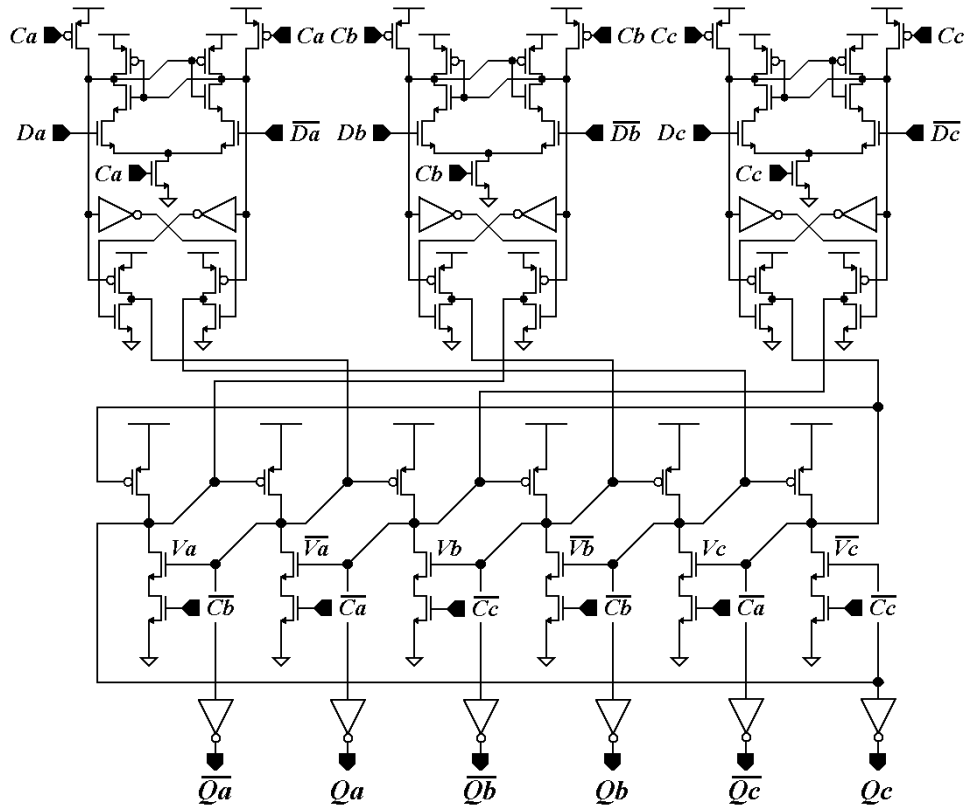 Ca Ca Cb Cb Cc Cc
Da D̅a̅ Db D̅b̅ Dc D̅c̅
Ca Cb Cc
Va V̅a̅ Vb V̅b̅ Vc V̅c̅
C̅b̅ C̅a̅ C̅c̅ C̅b̅ C̅a̅ C̅c̅
Q̅a̅ Qa Q̅b̅ Qb Q̅c̅ Qc